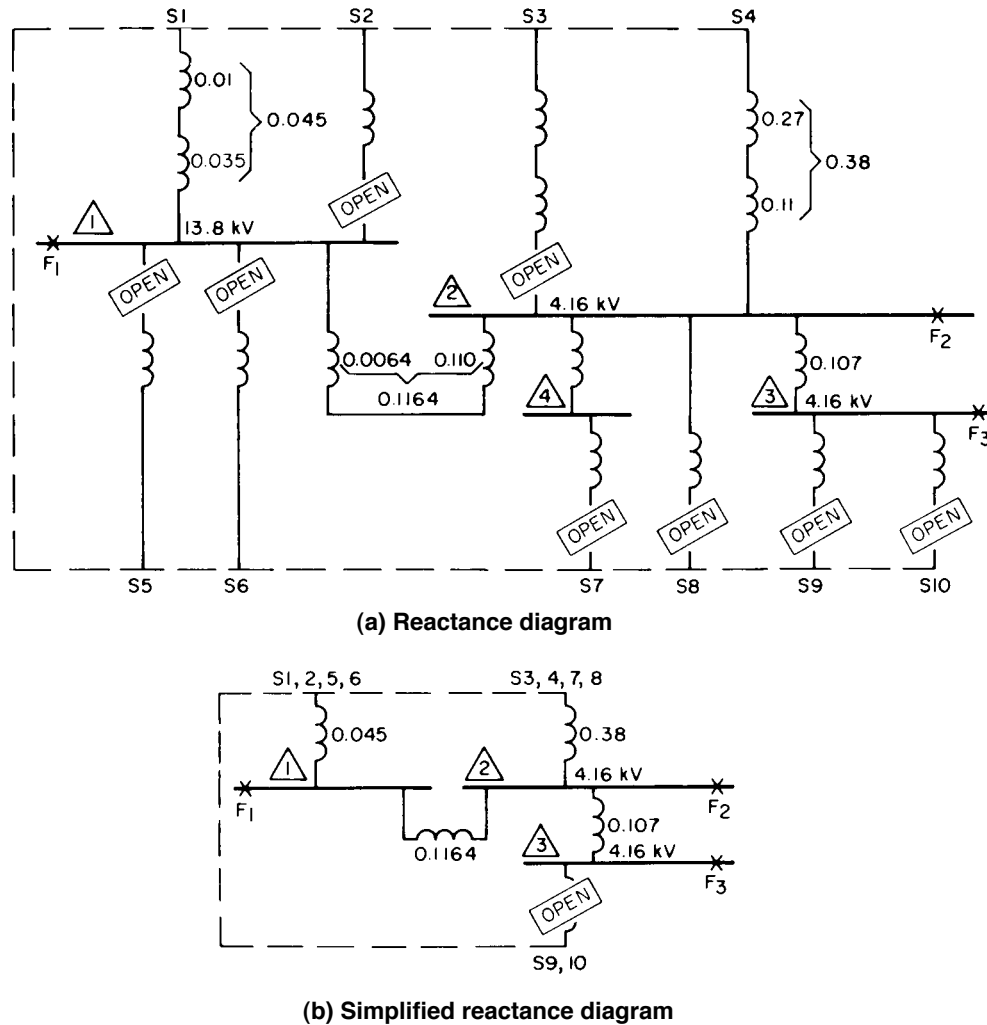 S1 S2 S3 S4
0.01
0.045
0.035
0.27
0.38
0.11
OPEN
1
13.8 kV
F1
OPEN
OPEN
OPEN
2
4.16 kV
F2
0.0064 0.110
0.1164
0.107
4
3
4.16 kV
F3
OPEN
OPEN
OPEN
OPEN
S5 S6 S7 S8 S9 S10
(a) Reactance diagram
S1, 2, 5, 6 S3, 4, 7, 8
0.045
0.38
1
2
4.16 kV
F1
F2
0.1164
0.107
3
4.16 kV
F3
OPEN
S9, 10
(b) Simplified reactance diagram